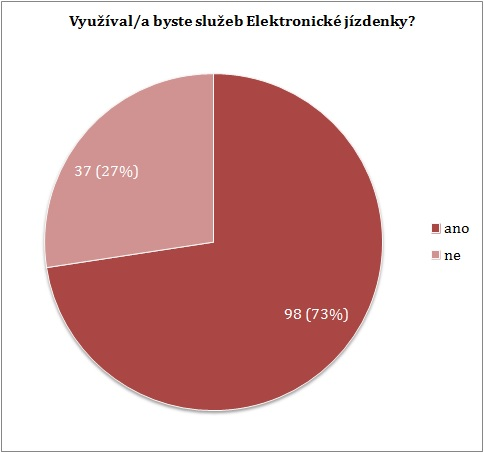 Využíval/a byste služeb Elektronické jízdenky?
37 (27%)
98 (73%)
ano
ne